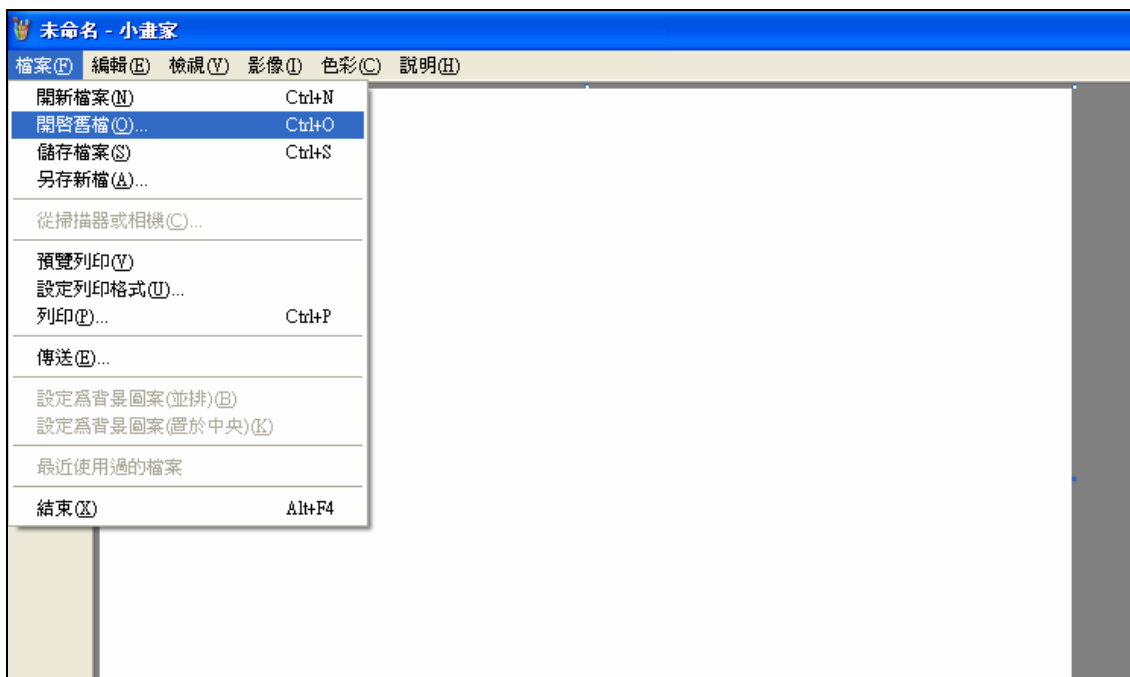 未命名 - 小畫家
檔案(F) 編輯(E) 檢視(V) 影像(I) 色彩(C) 說明(H)
開新檔案(N) Ctrl+N
開啓舊檔(O)... Ctrl+O
儲存檔案(S) Ctrl+S
另存新檔(A)...
從掃描器或相機(C)...
預覽列印(V)
設定列印格式(U)...
列印(P)... Ctrl+P
傳送(E)...
設定爲背景圖案(並排)(B)
設定爲背景圖案(置於中央)(K)
最近使用過的檔案
結束(X) Alt+F4